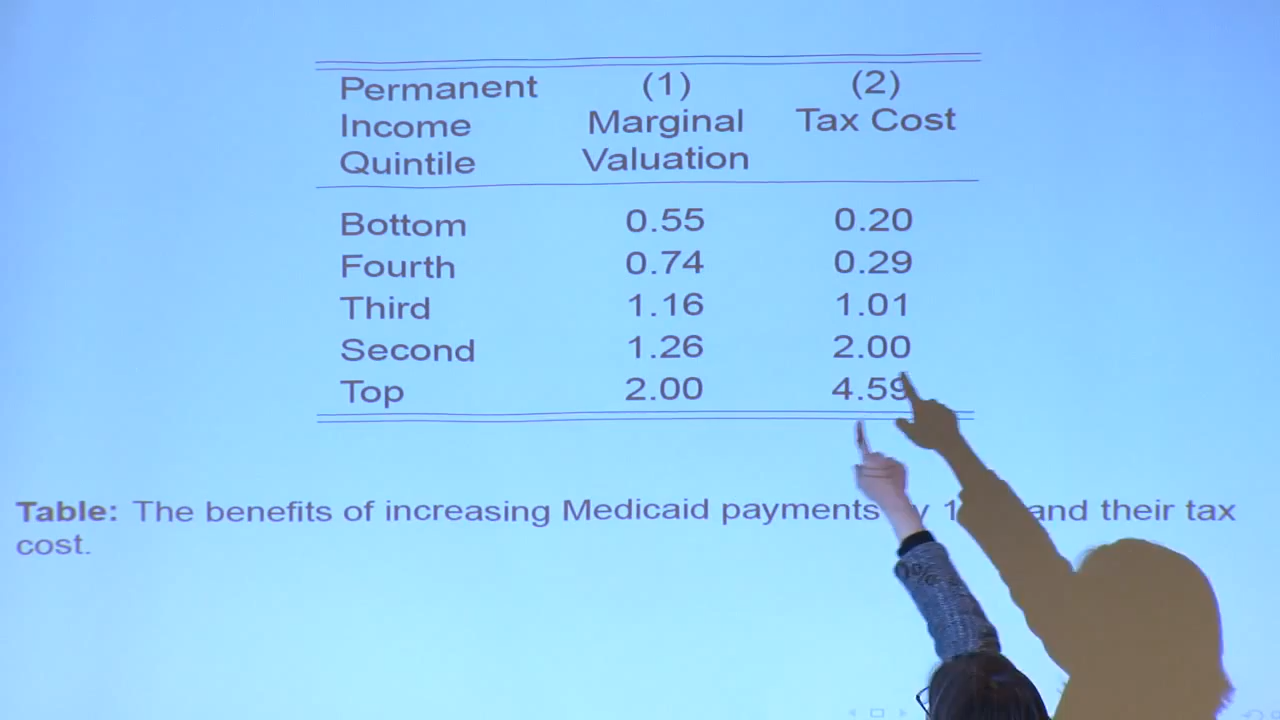 Permanent (1) (2)
Income Marginal Tax Cost
Quintile Valuation
Bottom 0.55 0.20
Fourth 0.74 0.29
Third 1.16 1.01
Second 1.26 2.00
Top 2.00 4.59
Table: The benefits of increasing Medicaid payments and their tax
cost.
0%